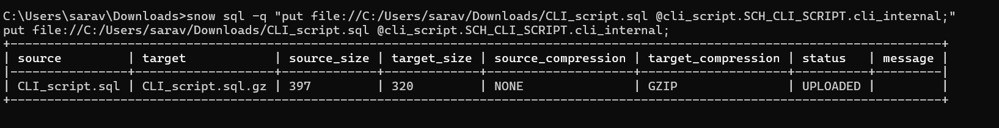 C:\Users\sarav\Downloads>snow sql -q "put file://C:/Users/sarav/Downloads/CLI_script.sql @cli_script.SCH_CLI_SCRIPT.cli_internal;"
put file://C:/Users/sarav/Downloads/CLI_script.sql @cli_script.SCH_CLI_SCRIPT.cli_internal;
+-------------------------------------------------------------------------------------------------------------------------------+
| source         | target            | source_size | target_size | source_compression | target_compression | status   | message |
|----------------+-------------------+-------------+-------------+--------------------+--------------------+----------+---------|
| CLI_script.sql | CLI_script.sql.gz | 397         | 320         | NONE               | GZIP               | UPLOADED |         |
+-------------------------------------------------------------------------------------------------------------------------------+